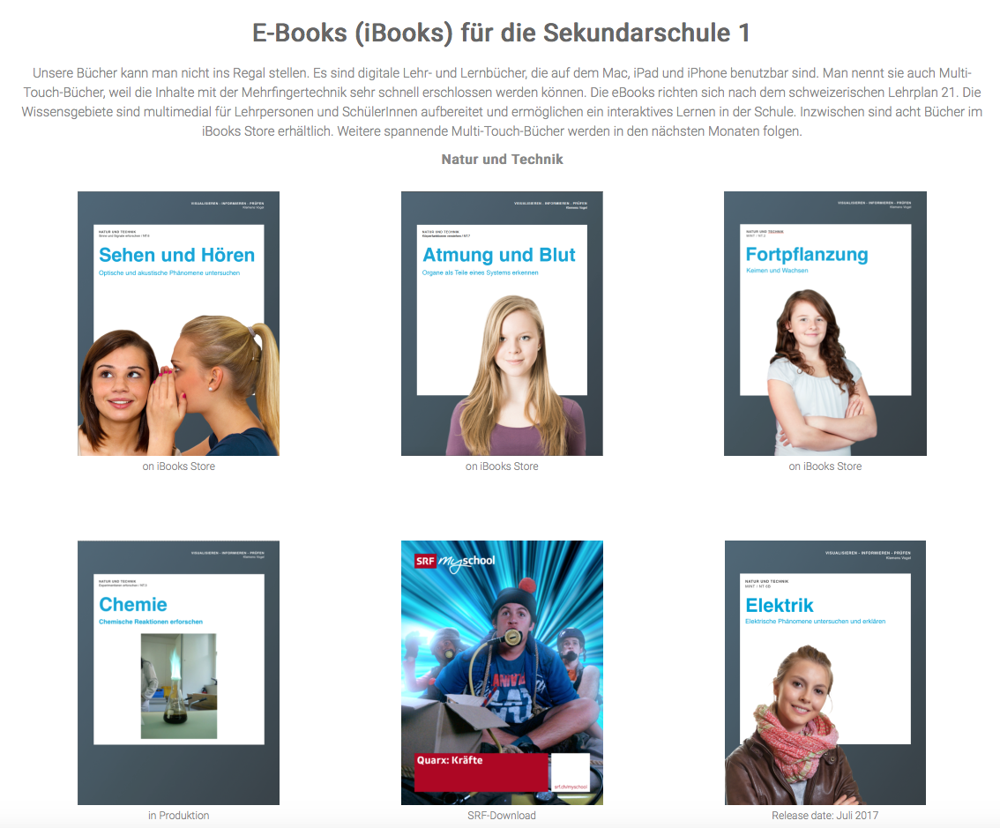 E-Books (iBooks) für die Sekundarschule 1
Unsere Bücher kann man nicht ins Regal stellen. Es sind digitale Lehr- und Lernbücher, die auf dem Mac, iPad und iPhone benutzbar sind. Man nennt sie auch Multi-
Touch-Bücher, weil die Inhalte mit der Mehrfingertechnik sehr schnell erschlossen werden können. Die eBooks richten sich nach dem schweizerischen Lehrplan 21. Die
Wissensgebiete sind multimedial für Lehrpersonen und SchülerInnen aufbereitet und ermöglichen ein interaktives Lernen in der Schule. Inzwischen sind acht Bücher im
iBooks Store erhältlich. Weitere spannende Multi-Touch-Bücher werden in den nächsten Monaten folgen.
Natur und Technik
VISUALISIEREN - INFORMIEREN - PRÜFEN
Klemens Vogel
NATUR UND TECHNIK
Sinne und Signale erforschen / NT.6
Sehen und Hören
Optische und akustische Phänomene untersuchen
on iBooks Store
VISUALISIEREN - INFORMIEREN - PRÜFEN
Klemens Vogel
NATUR UND TECHNIK
Körperfunktionen verstehen / NT.7
Atmung und Blut
Organe als Teile eines Systems erkennen
on iBooks Store
VISUALISIEREN - INFORMIEREN - PRÜFEN
Klemens Vogel
NATUR UND TECHNIK
Fortpflanzung
Keimen und Wachsen
on iBooks Store
VISUALISIEREN - INFORMIEREN - PRÜFEN
Klemens Vogel
NATUR UND TECHNIK
Chemie
Chemische Reaktionen erforschen
in Produktion
SRF myschool
Quarx: Kräfte
srf.ch/myschool
SRF-Download
VISUALISIEREN - INFORMIEREN - PRÜFEN
Klemens Vogel
NATUR UND TECHNIK
Elektrik
Elektrische Phänomene untersuchen und erklären
Release date: Juli 2017